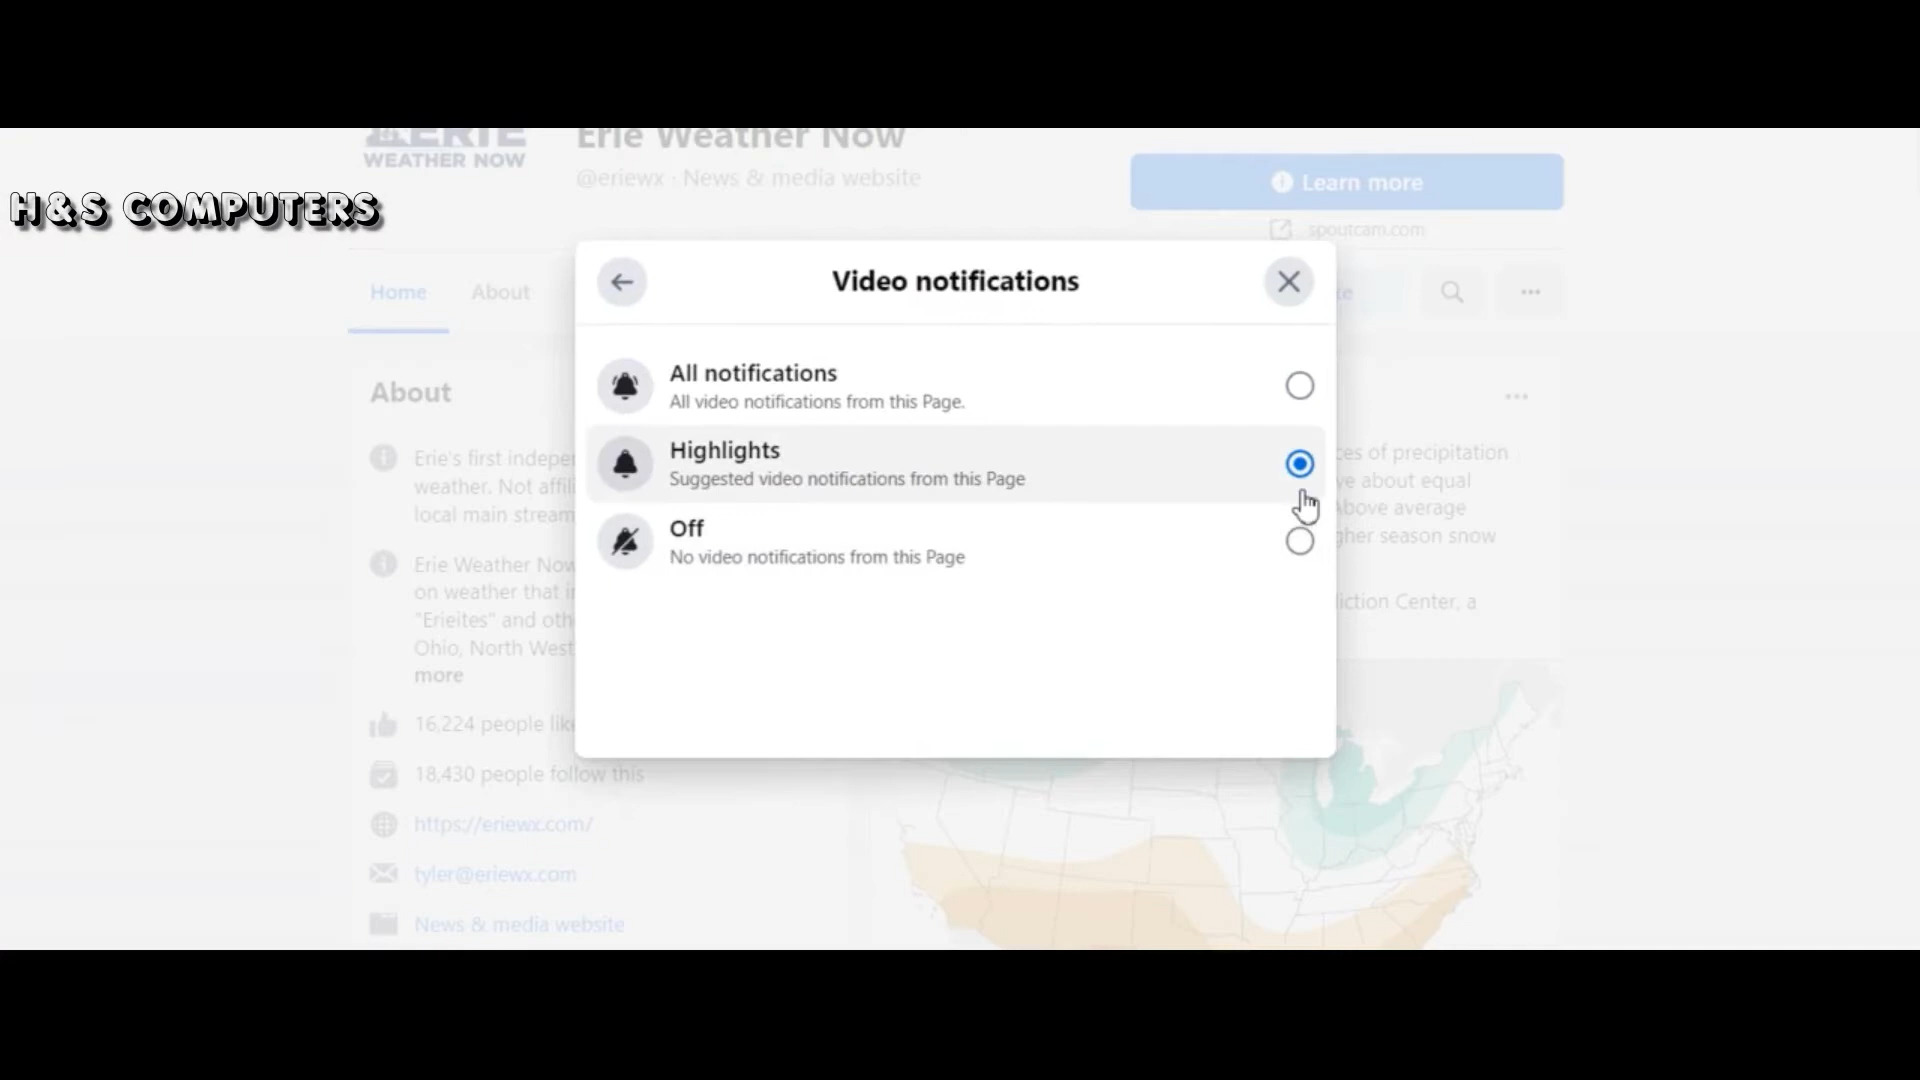 ERIE
WEATHER NOW
Erie Weather Now
@eriewx · News & media website
Learn more
spoutcam.com
H&S COMPUTERS
Home
About
Video notifications
All notifications
All video notifications from this Page.
Highlights
Suggested video notifications from this Page
Off
No video notifications from this Page
About
Erie's first indepe
weather. Not affil
local main stream
Erie Weather Now
on weather that i
"Erieites" and oth
Ohio, North West
more
16,224 people like
18,430 people follow this
https://eriewx.com/
tyler@eriewx.com
News & media website
ces of precipitation
ve about equal
Above average
gher season snow
iction Center, a